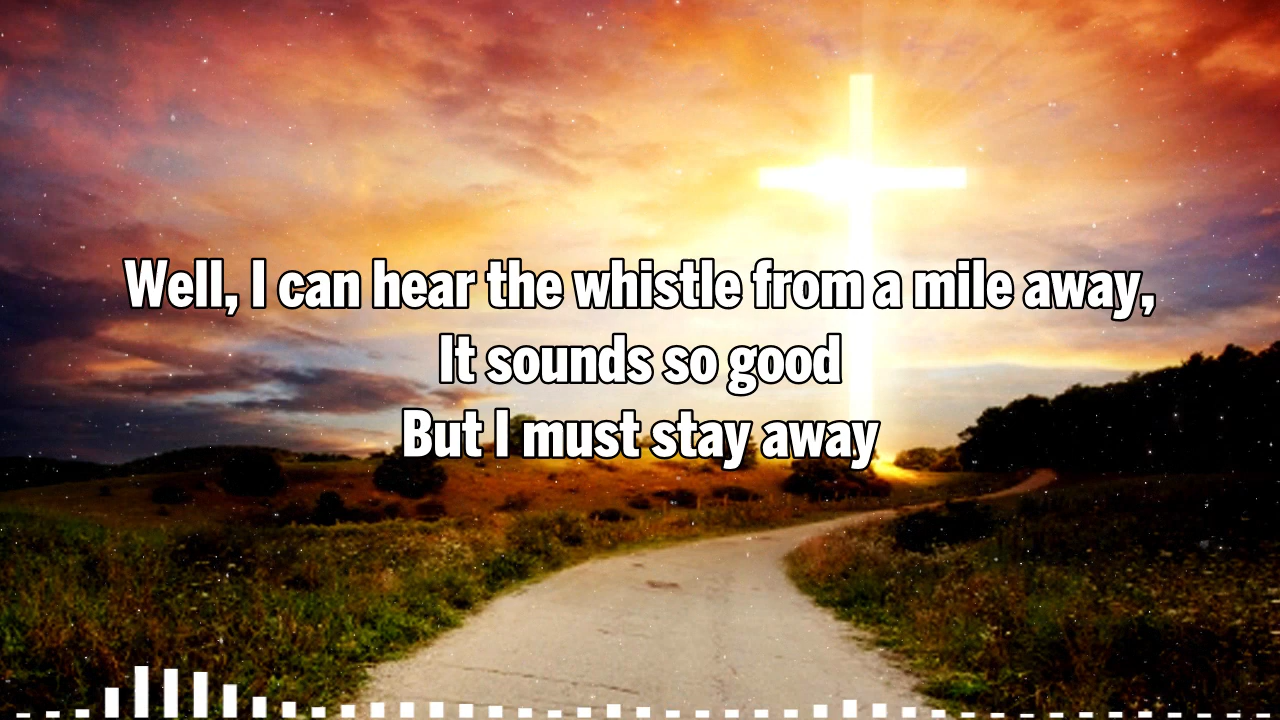 Well, I can hear the whistle from a mile away,
It sounds so good
But I must stay away